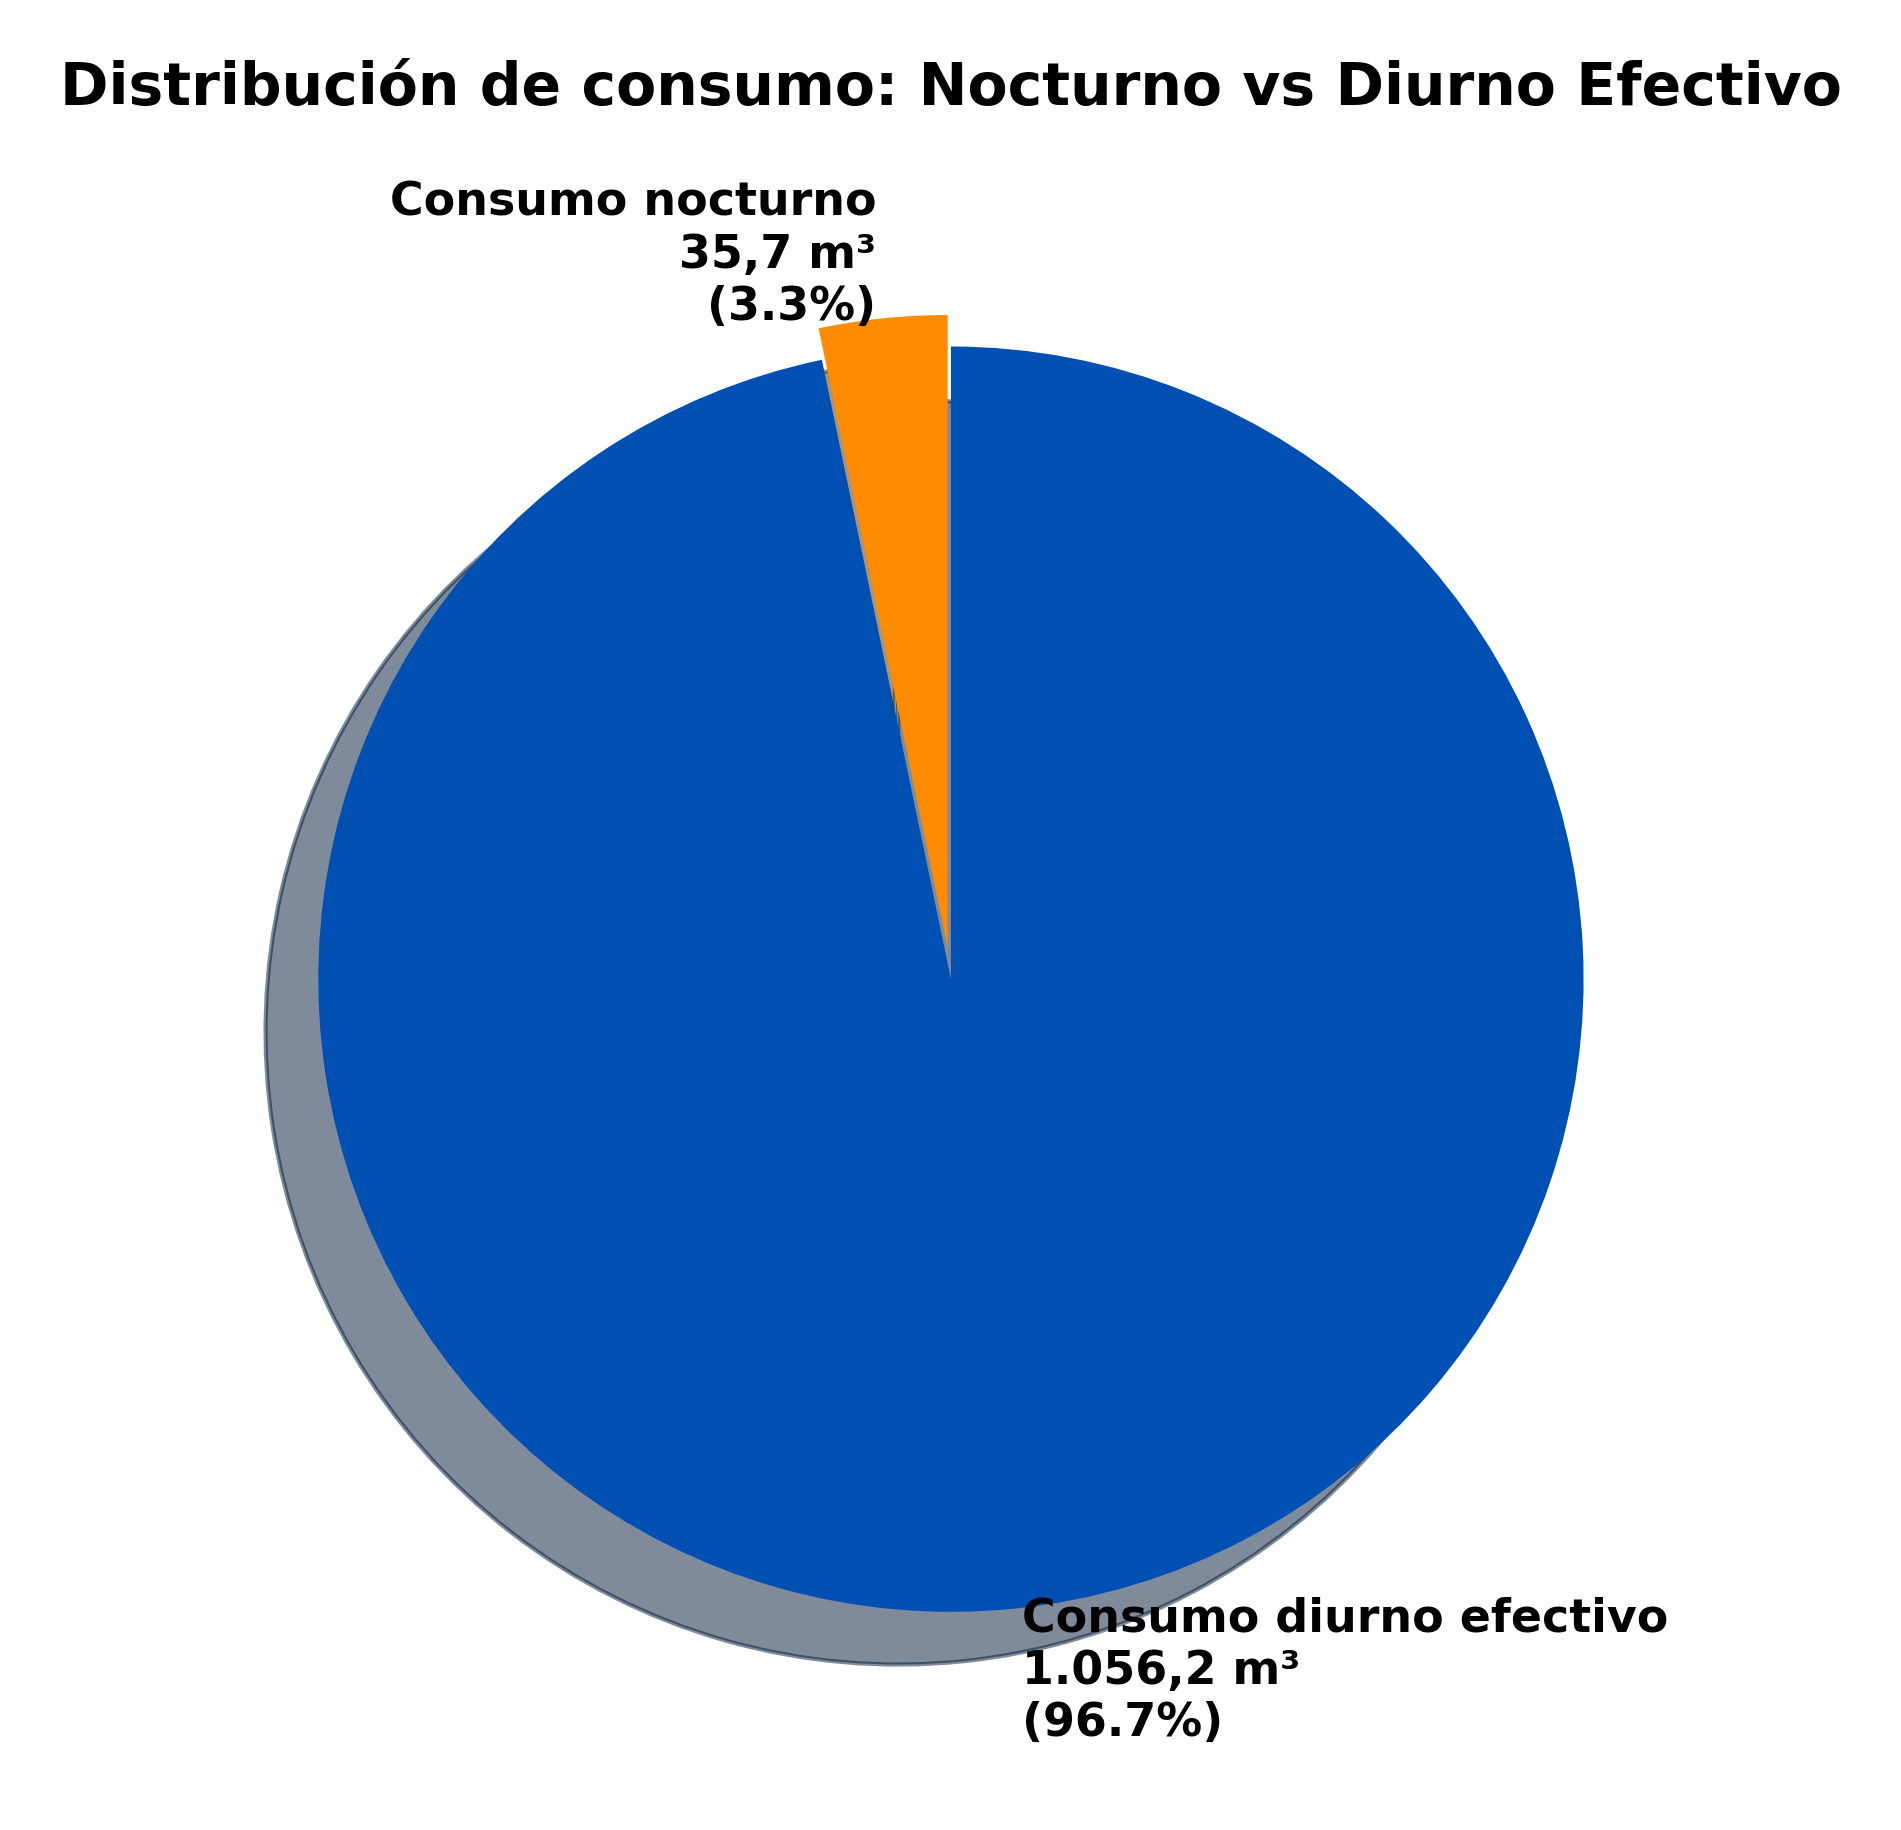 Distribución de consumo: Nocturno vs Diurno Efectivo
Consumo nocturno
35,7 m³
(3.3%)
Consumo diurno efectivo
1.056,2 m³
(96.7%)